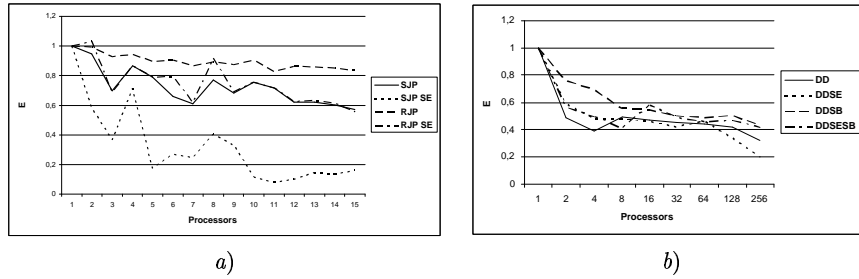 1,2
1
0,8
0,6
0,4
0,2
0
E
1 2 3 4 5 6 7 8 9 10 11 12 13 14 15
Processors
SJP
SJP SE
RJP
RJP SE
a)
1,2
1
0,8
0,6
0,4
0,2
0
E
1 2 4 8 16 32 64 128 256
Processors
DD
DDSE
DDSB
DDSESB
b)